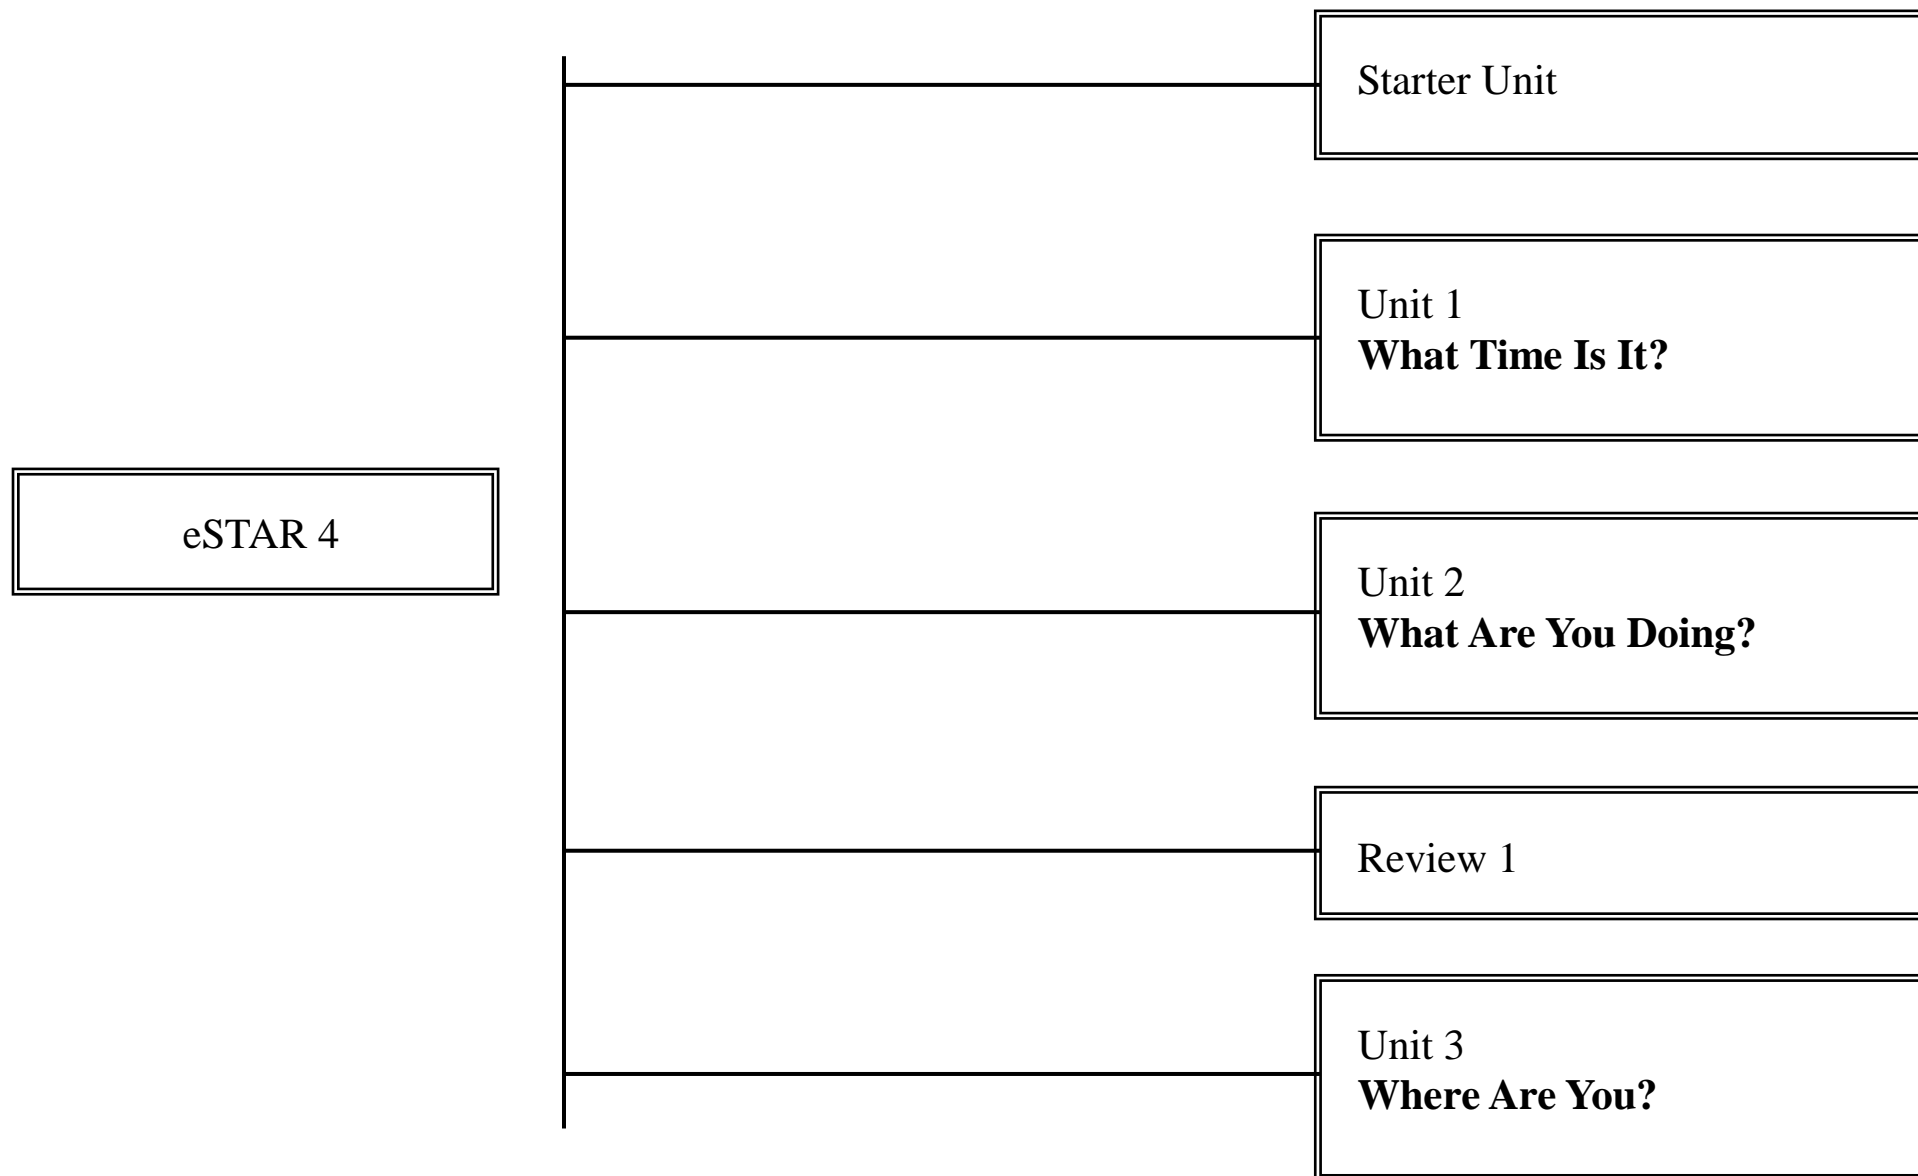 eSTAR 4
Starter Unit
Unit 1
What Time Is It?
Unit 2
What Are You Doing?
Review 1
Unit 3
Where Are You?